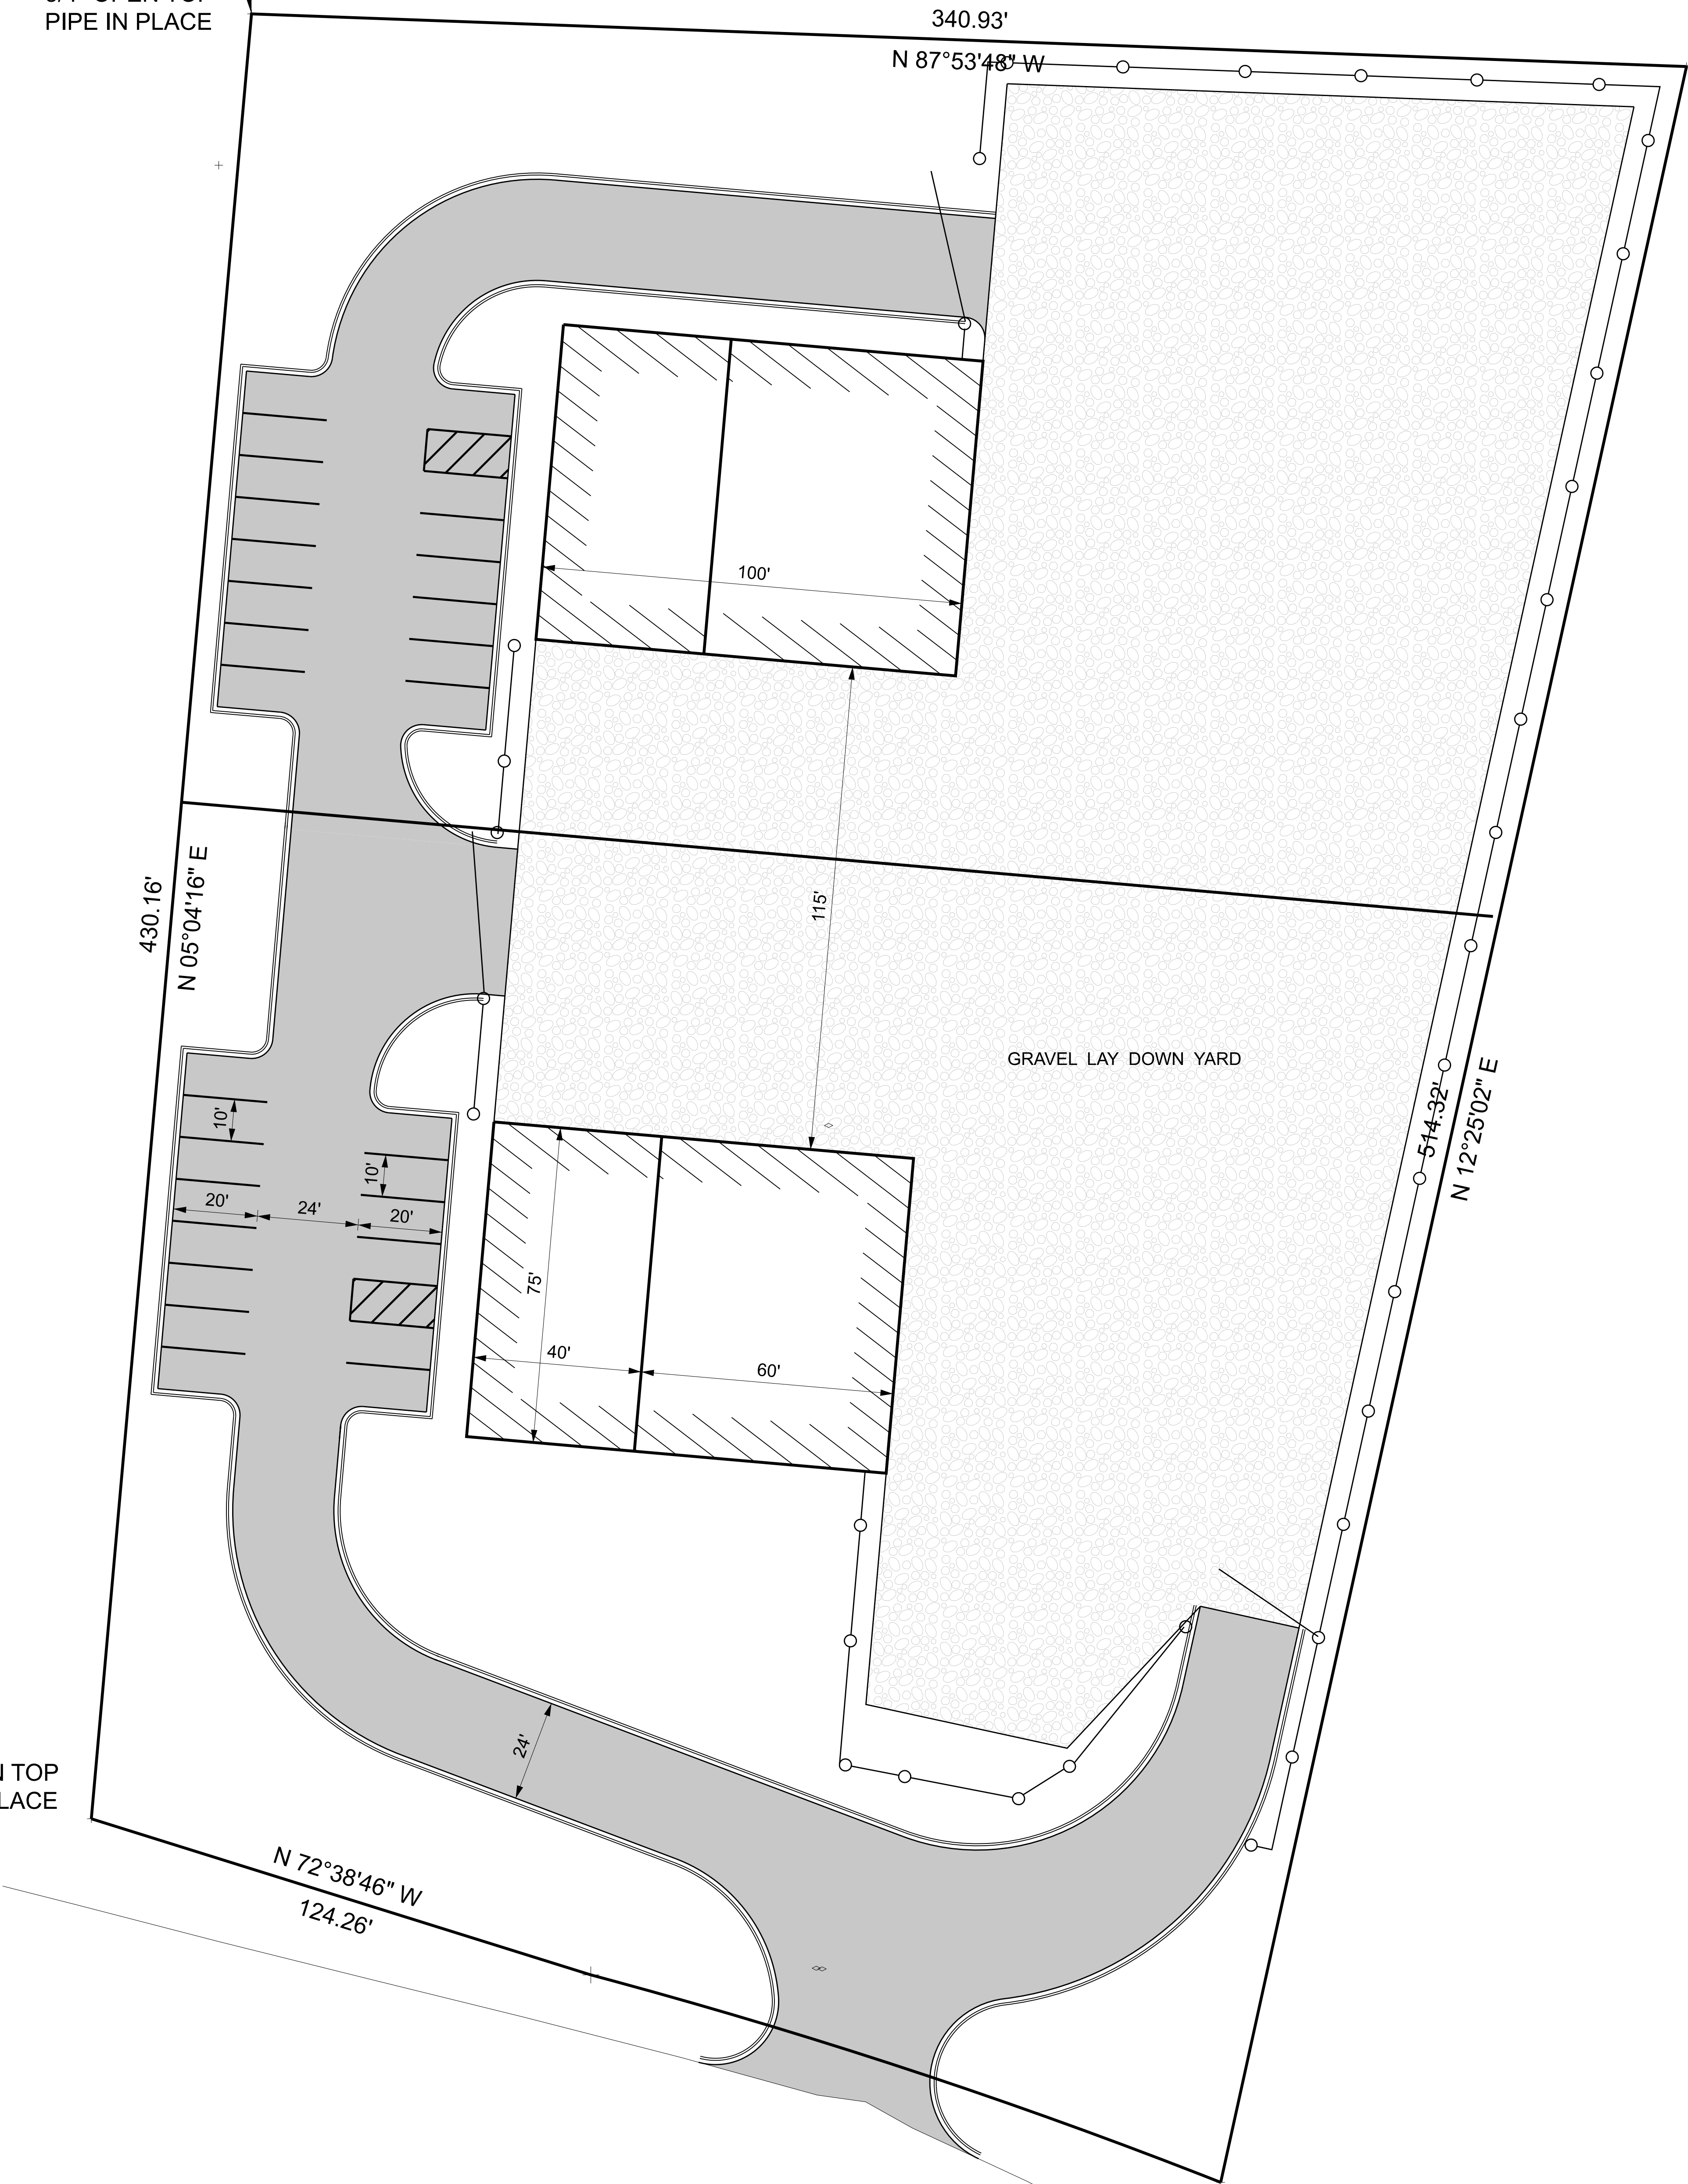 PIPE IN PLACE
340.93'
N 87°53'48" W
100'
115'
430.16'
N 05°04'16" E
GRAVEL LAY DOWN YARD
514.32'
N 12°25'02" E
10'
10'
20'
24'
20'
75'
40'
60'
24'
N TOP
LACE
N 72°38'46" W
124.26'